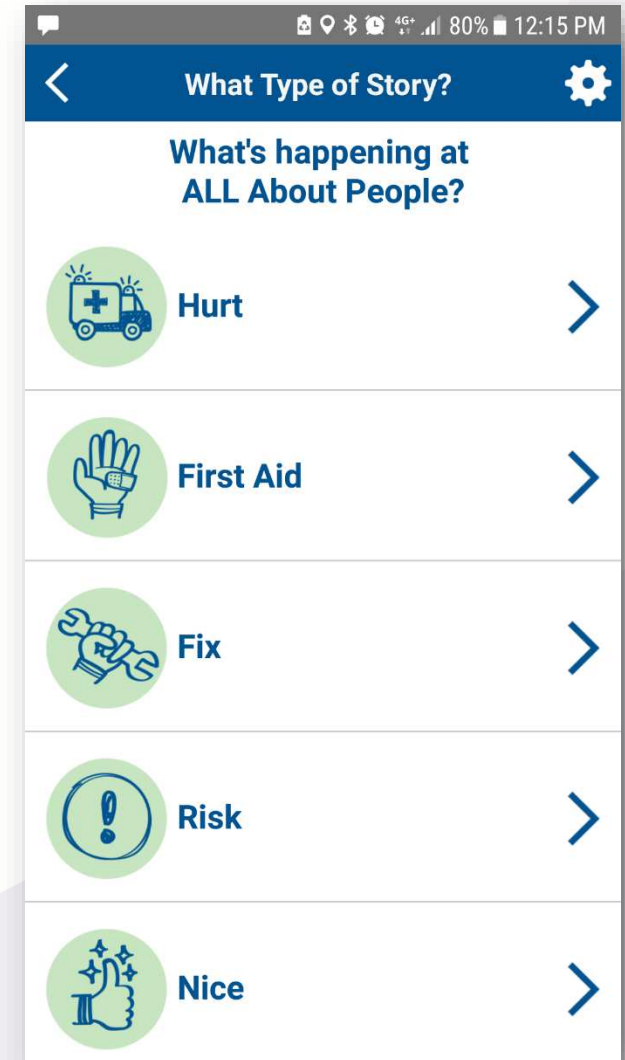 4G+ 80% 12:15 PM
What Type of Story?
What's happening at
ALL About People?
Hurt
First Aid
Fix
Risk
Nice